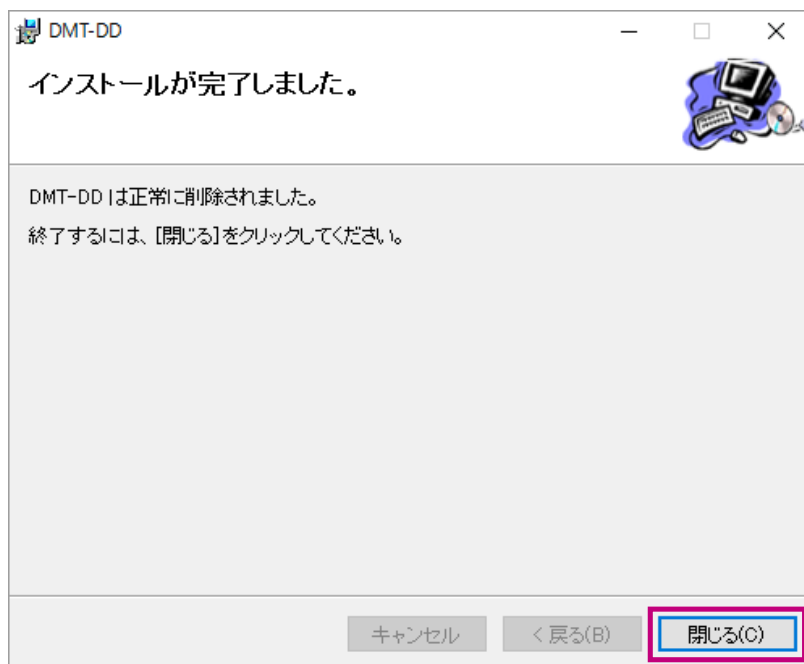 DMT-DD
インストールが完了しました。
DMT-DD は正常に削除されました。
終了するには、[閉じる]をクリックしてください。
キャンセル
< 戻る(B)
閉じる(C)